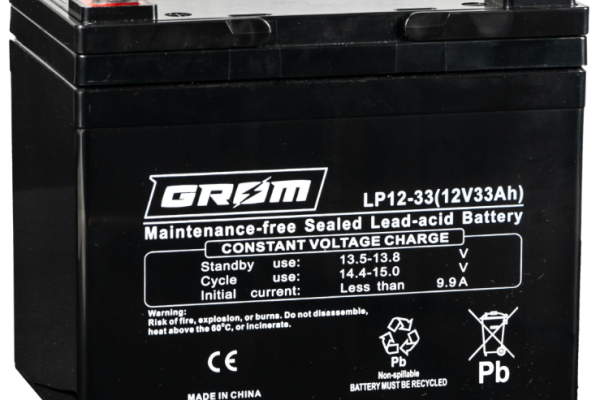 GROM
LP12-33(12V33Ah)
Maintenance-free Sealed Lead-acid Battery
CONSTANT VOLTAGE CHARGE
Standby use: 13.5-13.8 V
Cycle use: 14.4-15.0 V
Initial current: Less than 9.9A
Warning:
Risk of fire, explosion, or burns. Do not disassemble,
heat above the 60°C, or incinerate.
CE
Pb
Non-spillable
BATTERY MUST BE RECYCLED
Pb
MADE IN CHINA